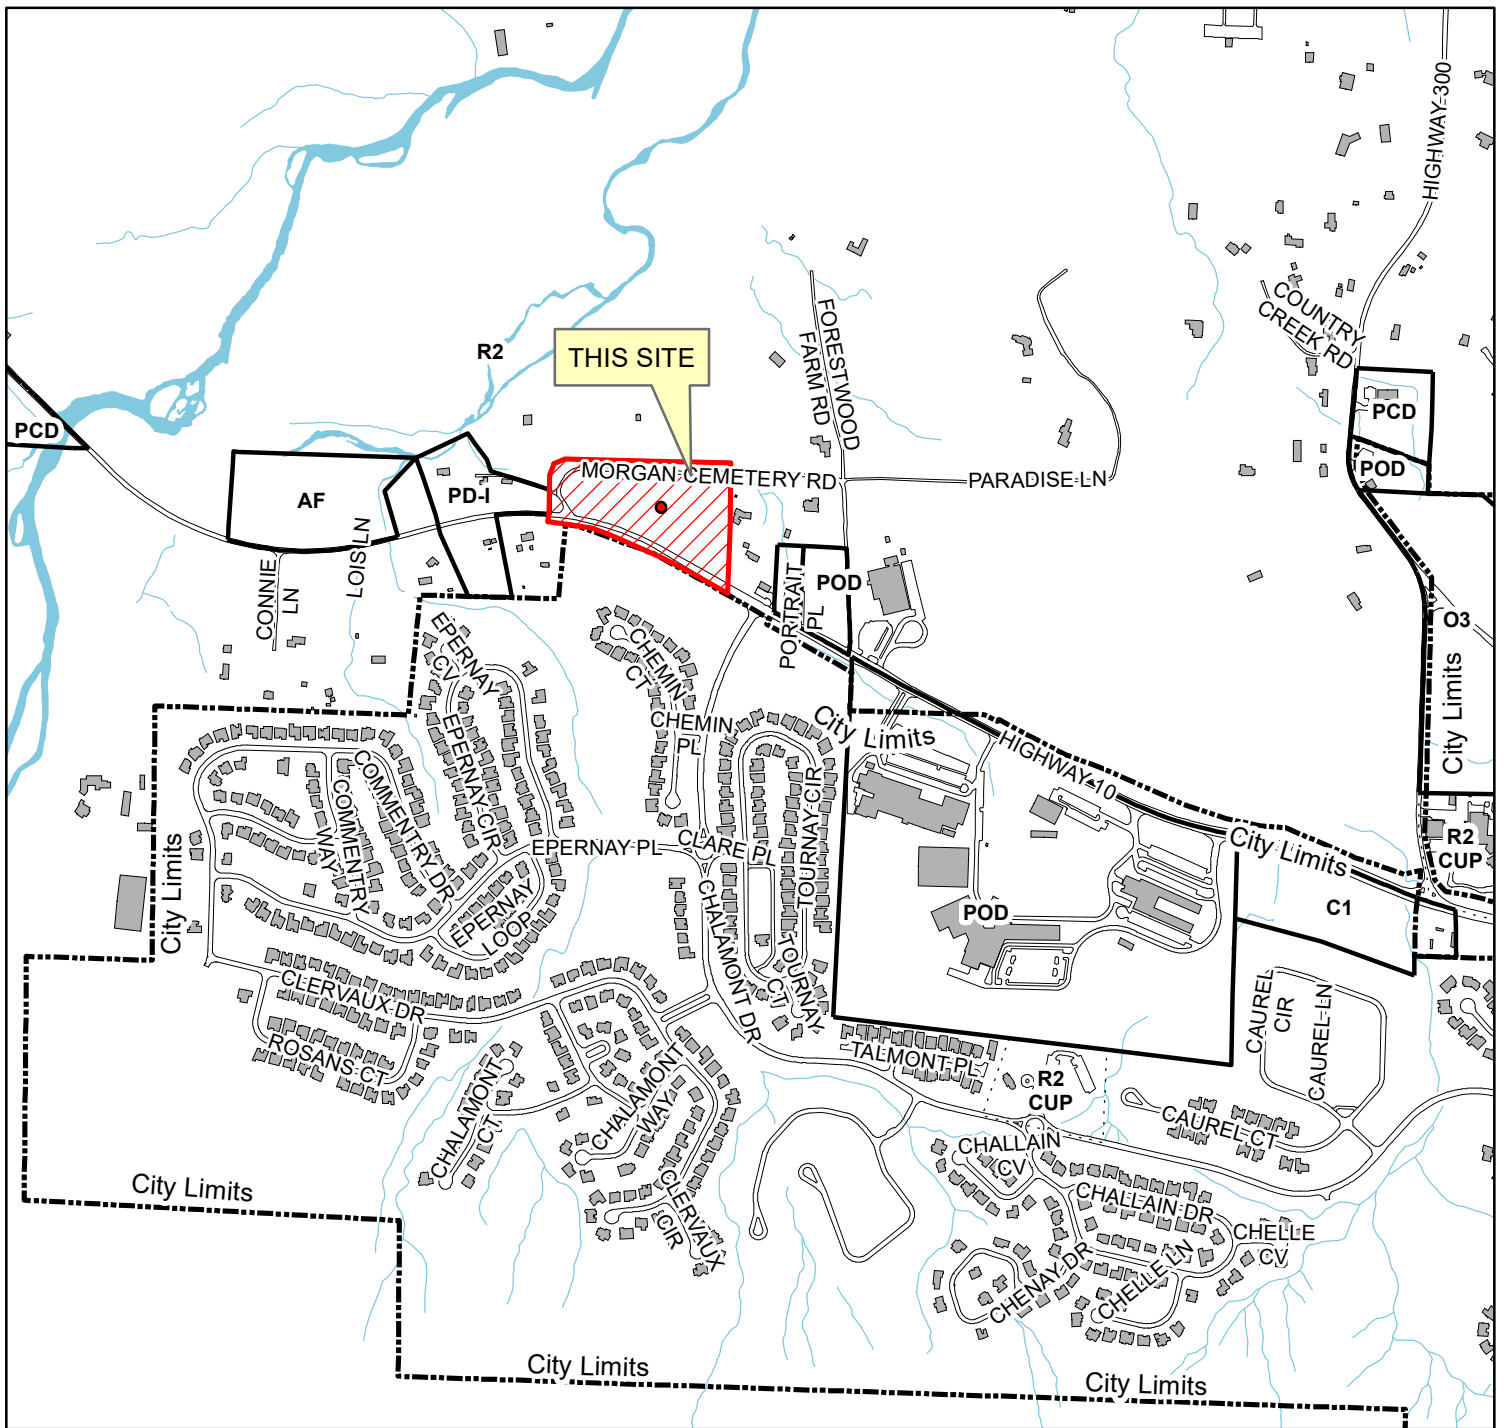 HIGHWAY 300
COUNTRY
CREEK RD
FORESTWOOD
FARM RD
R2
THIS SITE
PCD
PCD
POD
MORGAN CEMETERY RD
PARADISE LN
AF
PD-I
LOIS LN
CONNIE
LN
PORTRAIT
PL
POD
O3
City Limits
EPERNAY
CV
CHEMIN
CT
CHEMIN
PL
City Limits
HIGHWAY 10
EPERNAY CIR
COMMENTRY DR
COMMENTRY
WAY
TOURNAY CIR
City Limits
R2
CUP
EPERNAY PL
CLARE PL
City Limits
EPERNAY
LOOP
CHALAMONT DR
POD
C1
TOURNAY
CT
CLERVAUX DR
ROSANS CT
CAUREL
CIR
CAUREL LN
TALMONT PL
R2
CUP
CHALAMONT
CT
CHALAMONT
WAY
CAUREL CT
CHALLAIN
CV
City Limits
CLERVAUX
CIR
CHALLAIN DR
CHELLE
CV
CHENAY DR
CHELLE LN
City Limits
City Limits